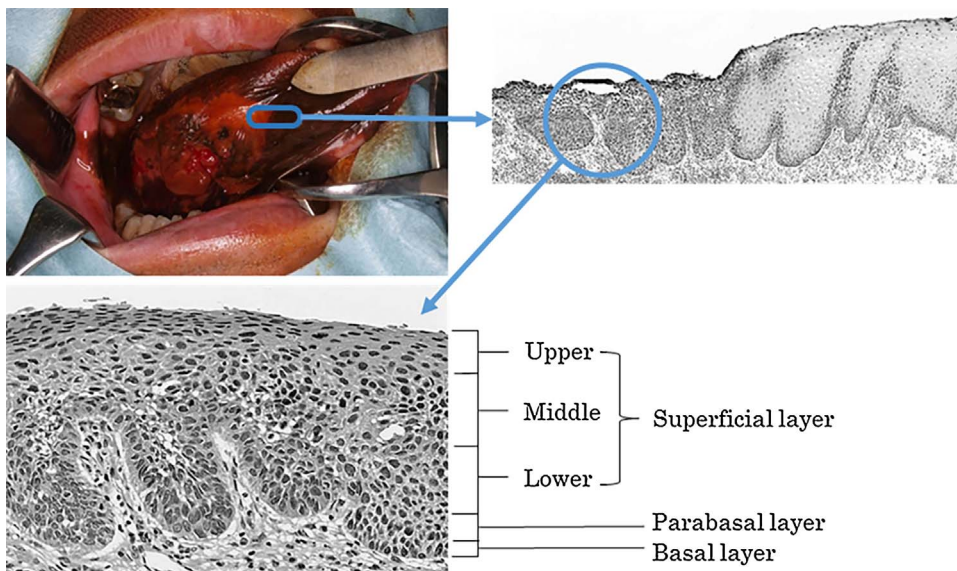 Upper
Middle
Superficial layer
Lower
Parabasal layer
Basal layer